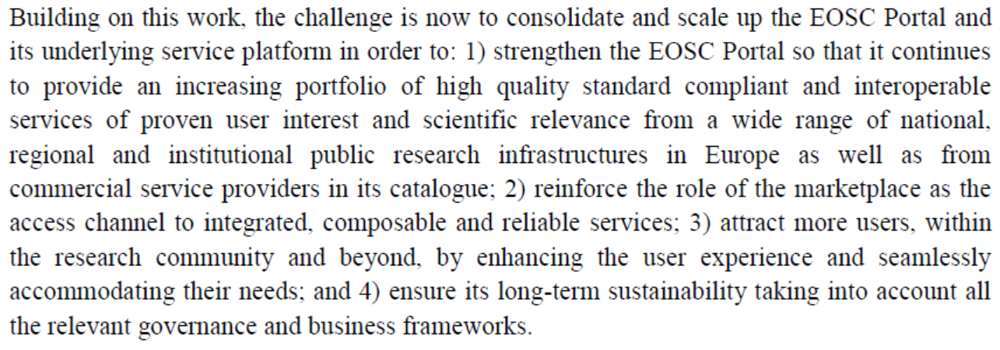 Building on this work, the challenge is now to consolidate and scale up the EOSC Portal and
its underlying service platform in order to: 1) strengthen the EOSC Portal so that it continues
to provide an increasing portfolio of high quality standard compliant and interoperable
services of proven user interest and scientific relevance from a wide range of national,
regional and institutional public research infrastructures in Europe as well as from
commercial service providers in its catalogue; 2) reinforce the role of the marketplace as the
access channel to integrated, composable and reliable services; 3) attract more users, within
the research community and beyond, by enhancing the user experience and seamlessly
accommodating their needs; and 4) ensure its long-term sustainability taking into account all
the relevant governance and business frameworks.